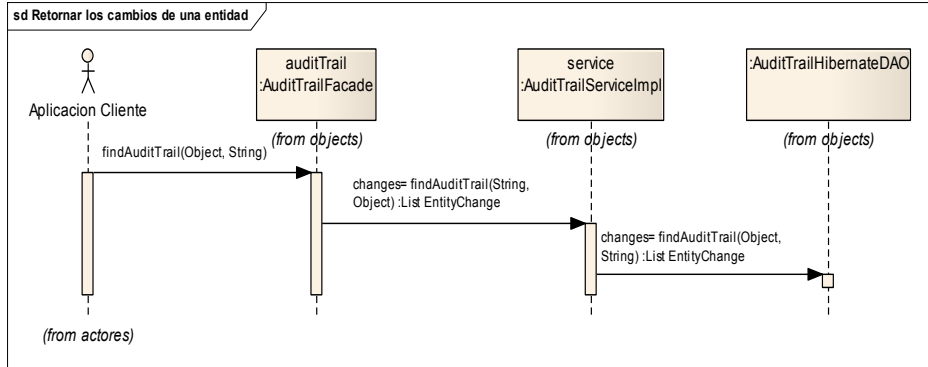 sd Retornar los cambios de una entidad
Aplicacion Cliente
auditTrail
:AuditTrailFacade
service
:AuditTrailServiceImpl
:AuditTrailHibernateDAO
(from objects)
(from objects)
(from objects)
findAuditTrail(Object, String)
changes= findAuditTrail(String,
Object) :List EntityChange
changes= findAuditTrail(Object,
String) :List EntityChange
(from actores)